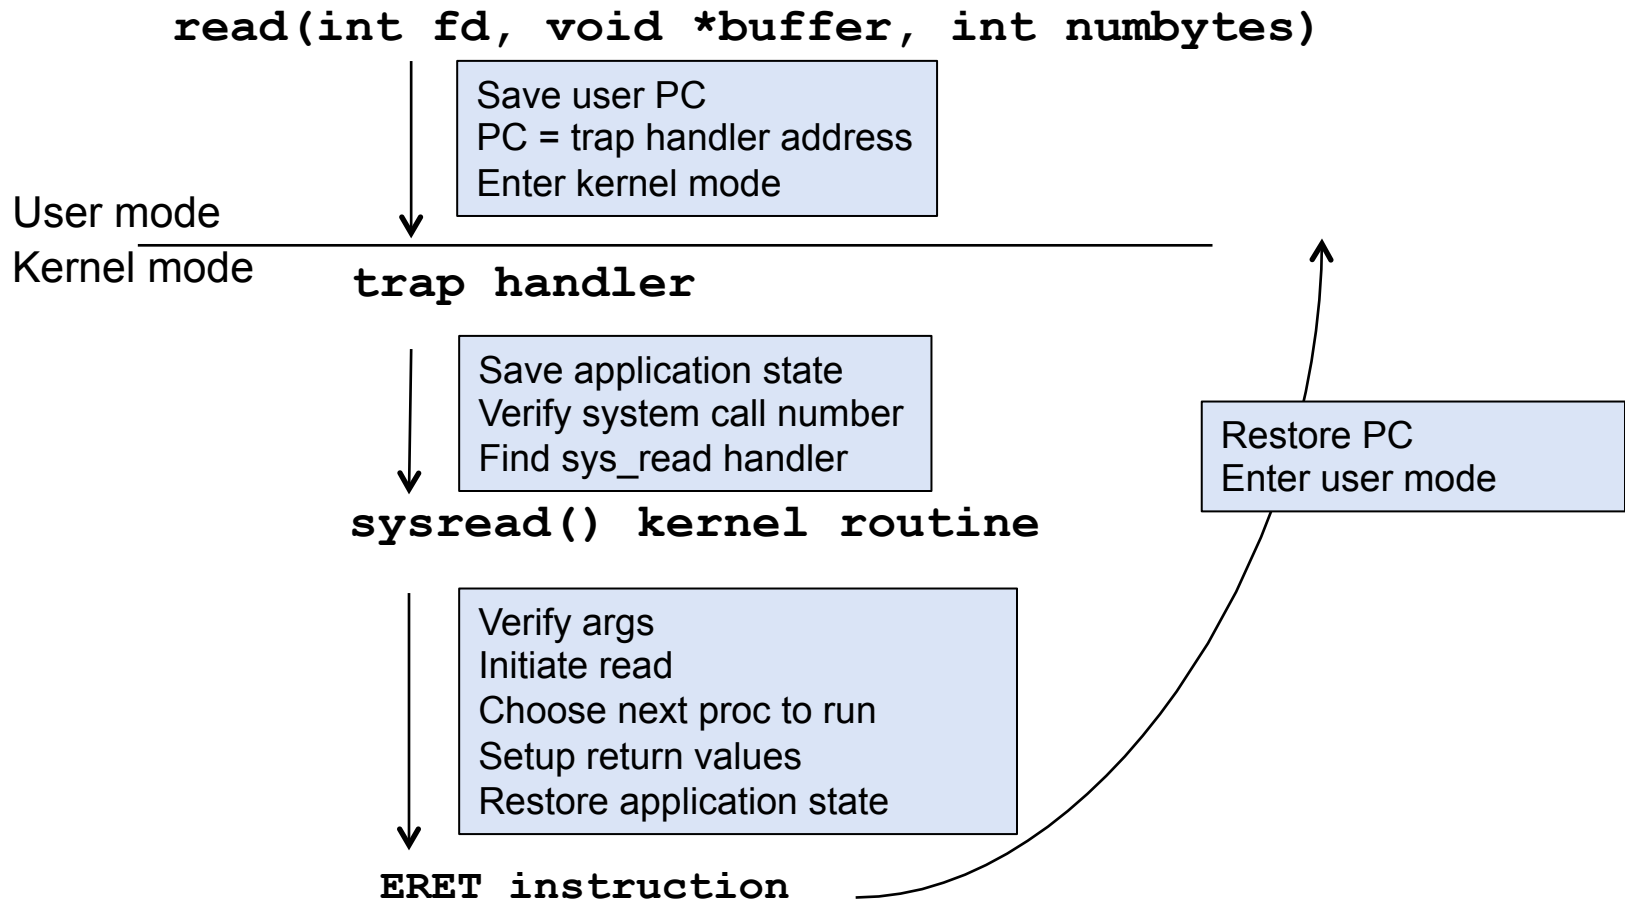 read(int fd, void *buffer, int numbytes)
Save user PC
PC = trap handler address
Enter kernel mode
User mode
Kernel mode
trap handler
Save application state
Verify system call number
Find sys_read handler
Restore PC
Enter user mode
sysread() kernel routine
Verify args
Initiate read
Choose next proc to run
Setup return values
Restore application state
ERET instruction